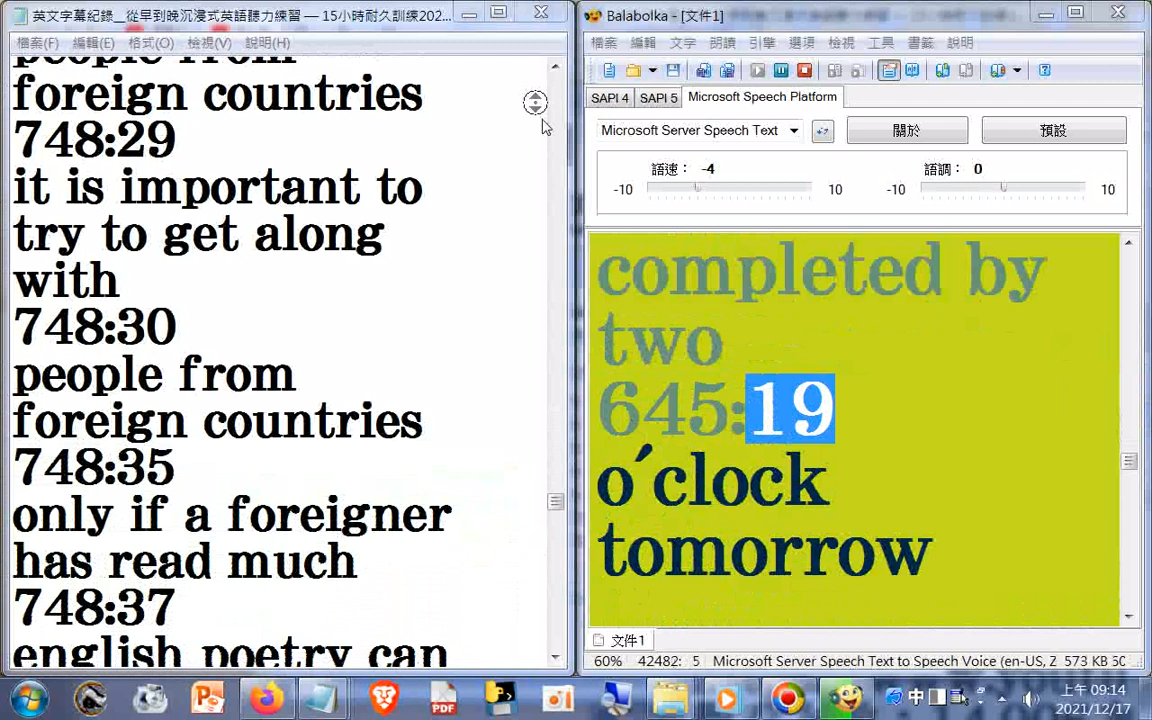 英文字幕紀錄__從早到晚沉浸式英語聽力練習 — 15小時耐久訓練202...
檔案(F) 編輯(E) 格式(O) 檢視(V) 說明(H)
people from
foreign countries
748:29
it is important to
try to get along
with
748:30
people from
foreign countries
748:35
only if a foreigner
has read much
748:37
english poetry can
Balabolka - [文件1]
檔案 編輯 文字 朗讀 引擎 選項 檢視 工具 書籤 說明
SAPI 4 SAPI 5 Microsoft Speech Platform
Microsoft Server Speech Text 關於 預設
語速： -4 語調： 0
-10 10 -10 10
completed by
two
645:19
o´clock
tomorrow
文件1
60% 42482: 5 Microsoft Server Speech Text to Speech Voice (en-US, Z 573 KB 50
PDF 中 上午 09:14
2021/12/17